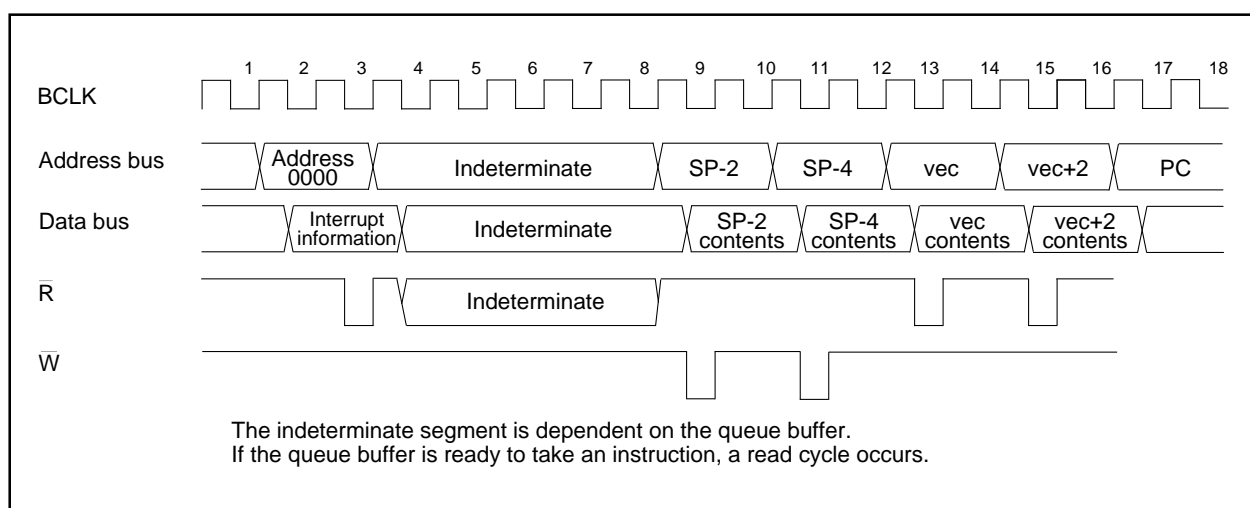 1 2 3 4 5 6 7 8 9 10 11 12 13 14 15 16 17 18
BCLK
Address bus
Address
0000
Indeterminate
SP-2
SP-4
vec
vec+2
PC
Data bus
Interrupt
information
Indeterminate
SP-2
contents
SP-4
contents
vec
contents
vec+2
contents
R̅
Indeterminate
W̅
The indeterminate segment is dependent on the queue buffer.
If the queue buffer is ready to take an instruction, a read cycle occurs.